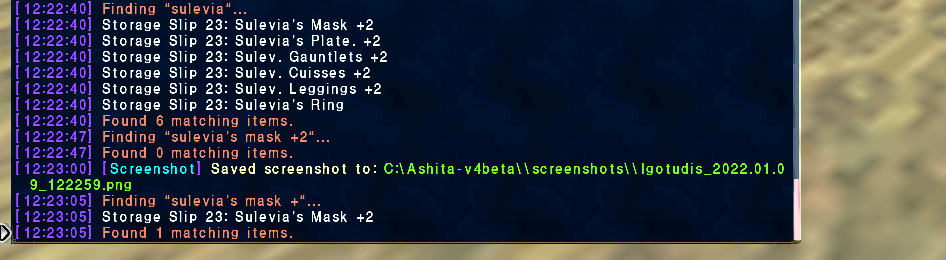 [12:22:40] Finding "sulevia"...
[12:22:40] Storage Slip 23: Sulevia's Mask +2
[12:22:40] Storage Slip 23: Sulevia's Plate. +2
[12:22:40] Storage Slip 23: Sulev. Gauntlets +2
[12:22:40] Storage Slip 23: Sulev. Cuisses +2
[12:22:40] Storage Slip 23: Sulev. Leggings +2
[12:22:40] Storage Slip 23: Sulevia's Ring
[12:22:40] Found 6 matching items.
[12:22:47] Finding "sulevia's mask +2"...
[12:22:47] Found 0 matching items.
[12:23:00] [Screenshot] Saved screenshot to: C:\Ashita-v4beta\\screenshots\\Igotudis_2022.01.0
9_122259.png
[12:23:05] Finding "sulevia's mask +"...
[12:23:05] Storage Slip 23: Sulevia's Mask +2
[12:23:05] Found 1 matching items.